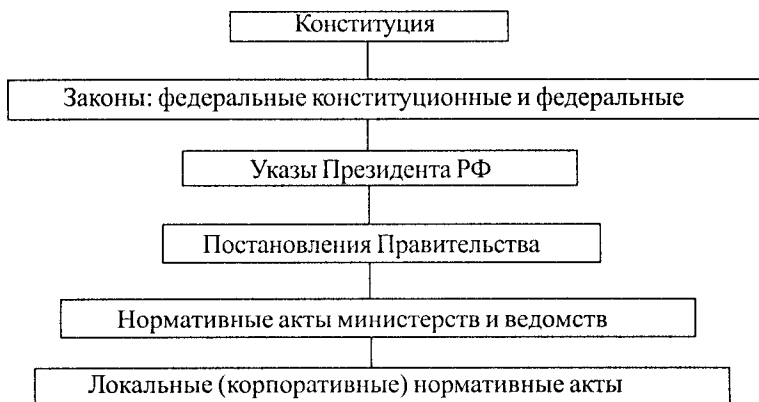 Конституция
Законы: федеральные конституционные и федеральные
Указы Президента РФ
Постановления Правительства
Нормативные акты министерств и ведомств
Локальные (корпоративные) нормативные акты